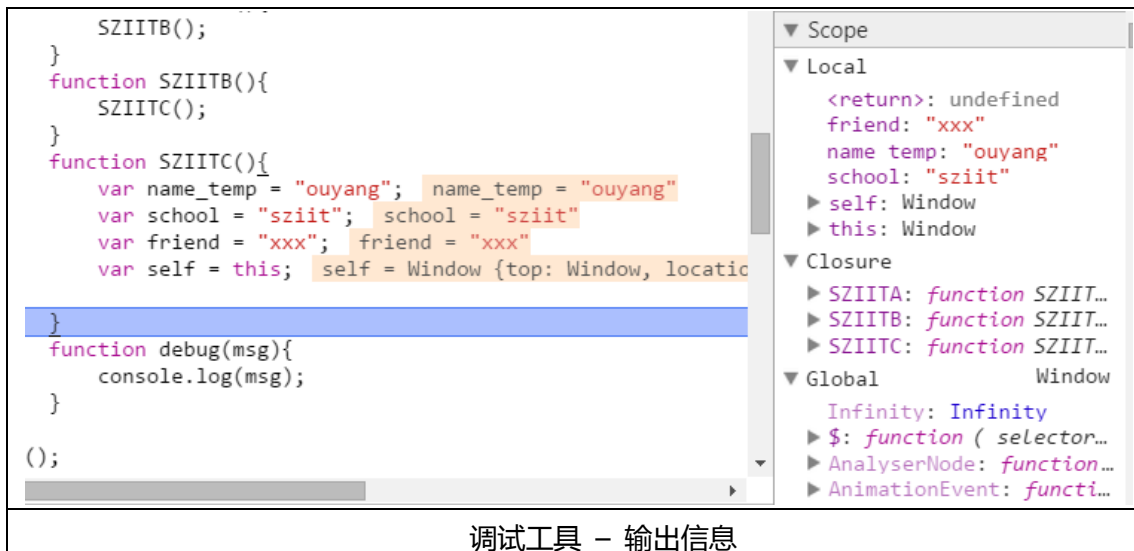 SZIITB();
}
function SZIITB(){
SZIITC();
}
function SZIITC(){
var name_temp = "ouyang"; name_temp = "ouyang"
var school = "sziit"; school = "sziit"
var friend = "xxx"; friend = "xxx"
var self = this; self = Window {top: Window, locatio
}
function debug(msg){
console.log(msg);
}
();
▼ Scope
▼ Local
<return>: undefined
friend: "xxx"
name temp: "ouyang"
school: "sziit"
▶ self: Window
▶ this: Window
▼ Closure
▶ SZIITA: function SZIIT…
▶ SZIITB: function SZIIT…
▶ SZIITC: function SZIIT…
▼ Global Window
Infinity: Infinity
▶ $: function ( selector…
▶ AnalyserNode: function…
▶ AnimationEvent: functi…
调试工具 – 输出信息